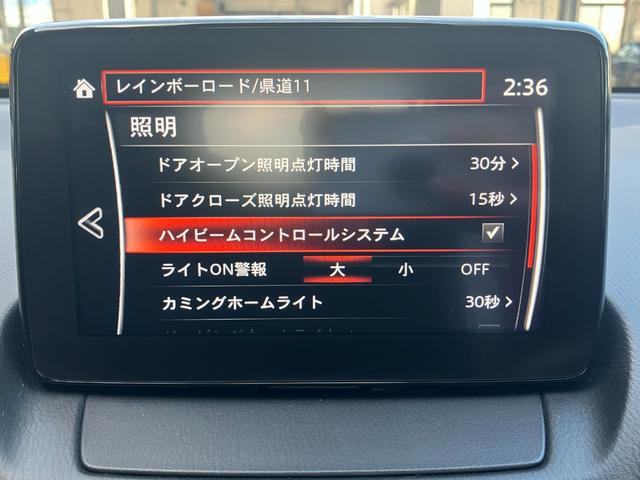 レインボーロード/県道11 2:36
照明
ドアオープン照明点灯時間 30分
ドアクローズ照明点灯時間 15秒
ハイビームコントロールシステム
ライトON警報 大 小 OFF
カミングホームライト 30秒